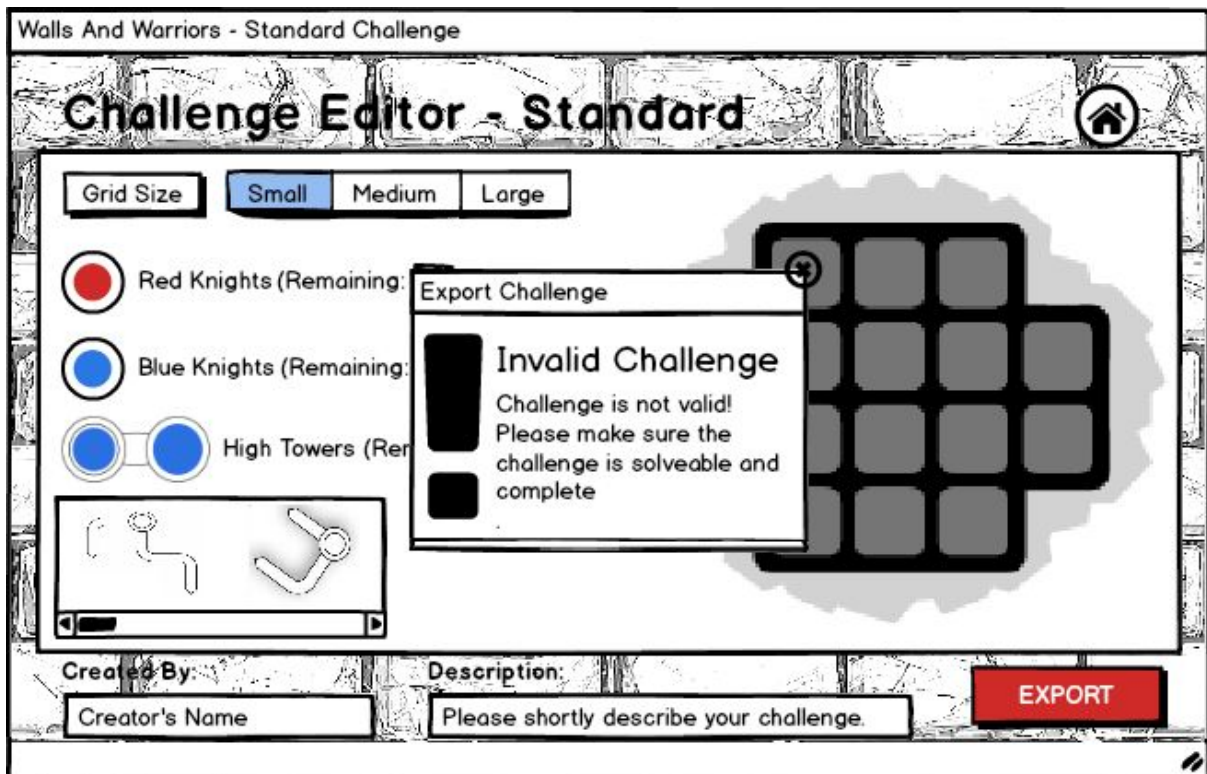 Walls And Warriors - Standard Challenge
Challenge Editor - Standard
Grid Size Small Medium Large
Red Knights (Remaining:
Blue Knights (Remaining:
High Towers (Rer
Export Challenge
Invalid Challenge
Challenge is not valid!
Please make sure the
challenge is solveable and
complete
.
Created By:
Creator's Name
Description:
Please shortly describe your challenge.
EXPORT